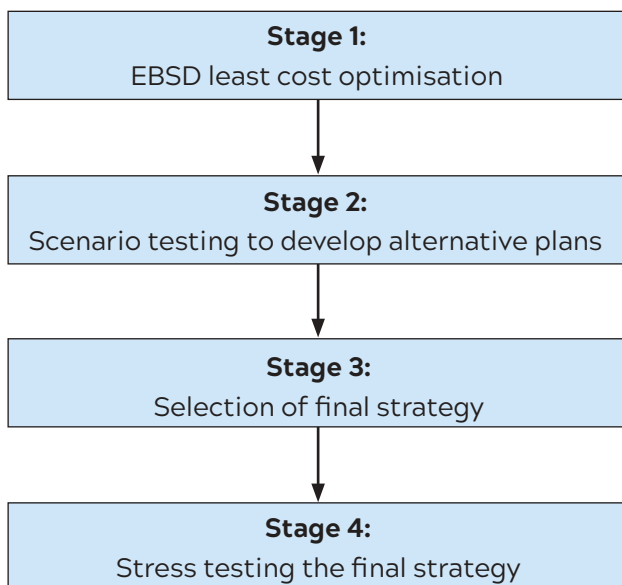 Stage 1:
EBSD least cost optimisation
Stage 2:
Scenario testing to develop alternative plans
Stage 3:
Selection of final strategy
Stage 4:
Stress testing the final strategy